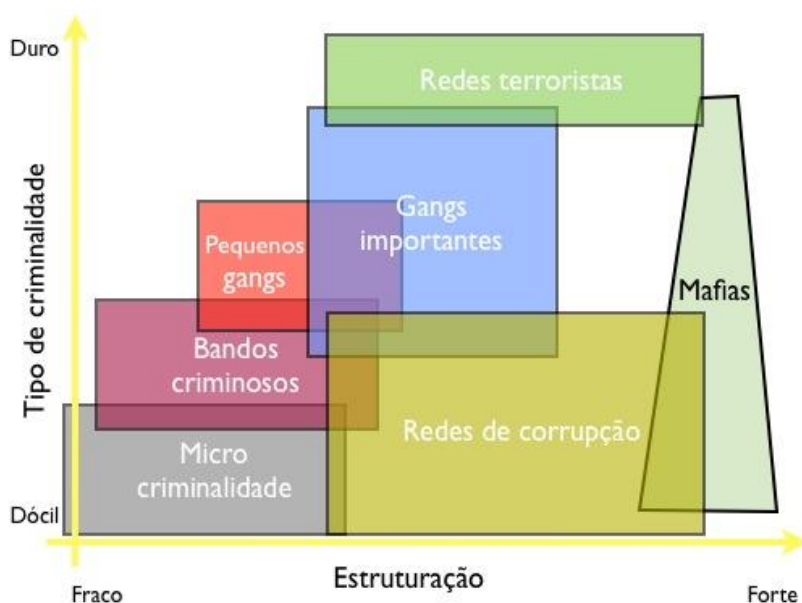 Duro
Redes terroristas
Tipo de criminalidade
Gangs
importantes
Pequenos
gangs
Mafias
Bandos
criminosos
Redes de corrupção
Micro
criminalidade
Dócil
Estruturação
Fraco
Forte